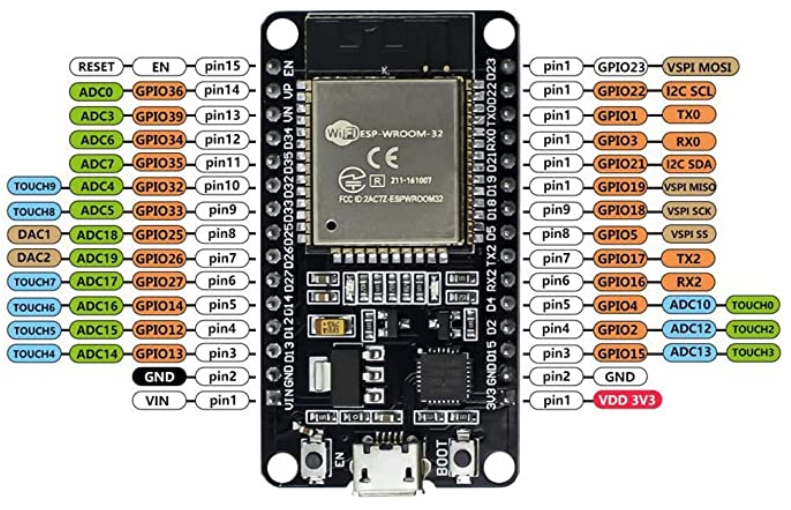 RESET EN pin15 EN D23 pin1 GPIO23 VSPI MOSI
ADC0 GPIO36 pin14 VP D22 pin1 GPIO22 I2C SCL
ADC3 GPIO39 pin13 VN TX0 pin1 GPIO1 TX0
ADC6 GPIO34 pin12 D34 RX0 pin1 GPIO3 RX0
ADC7 GPIO35 pin11 D35 D21 pin1 GPIO21 I2C SDA
TOUCH9 ADC4 GPIO32 pin10 D32 D19 pin1 GPIO19 VSPI MISO
TOUCH8 ADC5 GPIO33 pin9 D33 D18 pin9 GPIO18 VSPI SCK
DAC1 ADC18 GPIO25 pin8 D25 D5 pin8 GPIO5 VSPI SS
DAC2 ADC19 GPIO26 pin7 D26 TX2 pin7 GPIO17 TX2
TOUCH7 ADC17 GPIO27 pin6 D27 RX2 pin6 GPIO16 RX2
TOUCH6 ADC16 GPIO14 pin5 D14 D4 pin5 GPIO4 ADC10 TOUCH0
TOUCH5 ADC15 GPIO12 pin4 D12 D2 pin4 GPIO2 ADC12 TOUCH2
TOUCH4 ADC14 GPIO13 pin3 D13 D15 pin3 GPIO15 ADC13 TOUCH3
GND pin2 GND GND pin2 GND
VIN pin1 VIN 3V3 pin1 VDD 3V3
WiFi ESP-WROOM-32
CE
R 211-161007
FCC ID 2AC7Z-ESPWROOM32
EN
BOOT